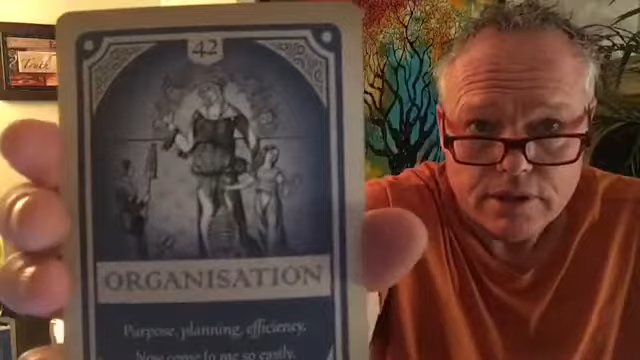 42
ORGANISATION
Purpose, planning, efficiency,
Now come to me so easily.